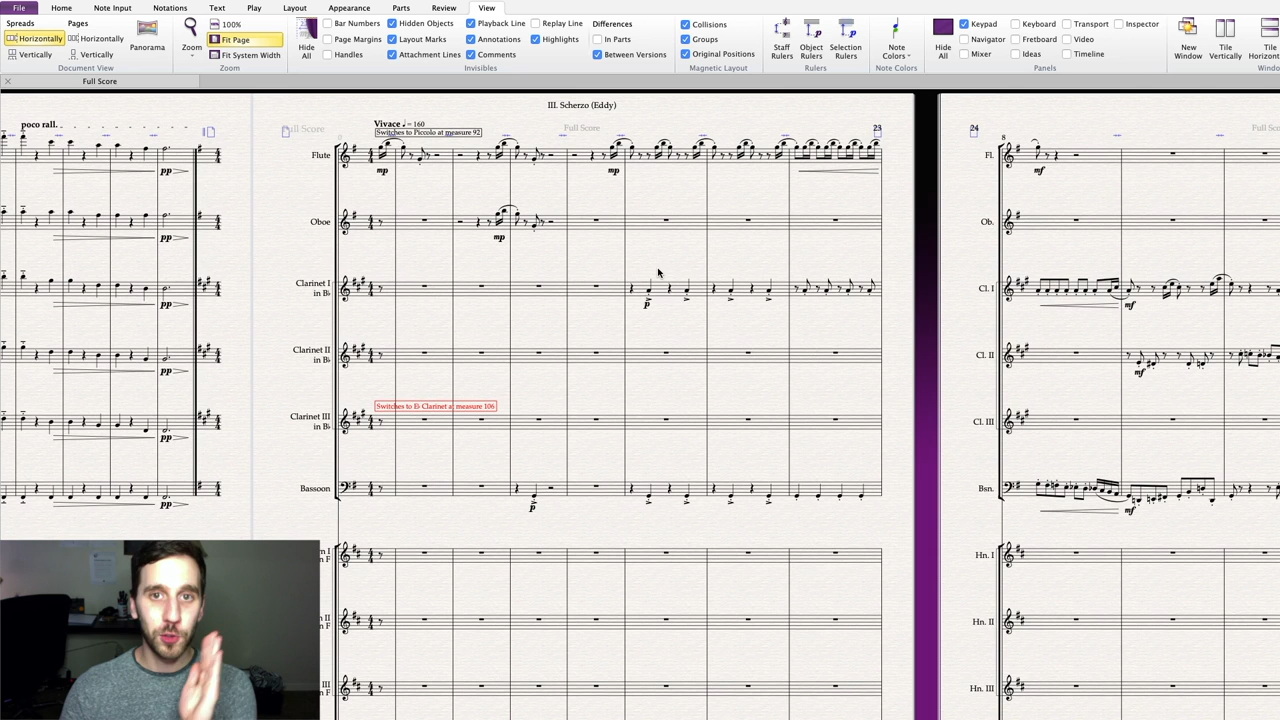 File Home Note Input Notations Text Play Layout Appearance Parts Review View
Spreads Pages 100% Bar Numbers Hidden Objects Playback Line Replay Line Differences Collisions Keypad Keyboard Transport Inspector
Horizontally Horizontally Fit Page Page Margins Layout Marks Annotations Highlights In Parts Groups Navigator Fretboard Video
Vertically Vertically Panorama Zoom Fit System Width Hide All Handles Attachment Lines Comments Between Versions Original Positions Staff Rulers Object Rulers Selection Rulers Note Colors Hide All Mixer Ideas Timeline New Window Tile Vertically Tile
Document View Zoom Invisibles Magnetic Layout Rulers Note Colors Panels
Full Score
III. Scherzo (Eddy)
poco rall.
Vivace ♩ = 160
Switches to Piccolo at measure 92
Full Score
Full Score
23
24
8
Flute
mp
mp
pp
Fl.
mf
Oboe
mp
pp
Ob.
Clarinet I
in B♭
p
pp
Cl. I
mf
Clarinet II
in B♭
pp
Cl. II
mf
Switches to E♭ Clarinet at measure 106
Clarinet III
in B♭
pp
Cl. III
Bassoon
p
pp
Bsn.
mf
n I
n F
Hn. I
n II
n F
Hn. II
III
n F
Hn. III